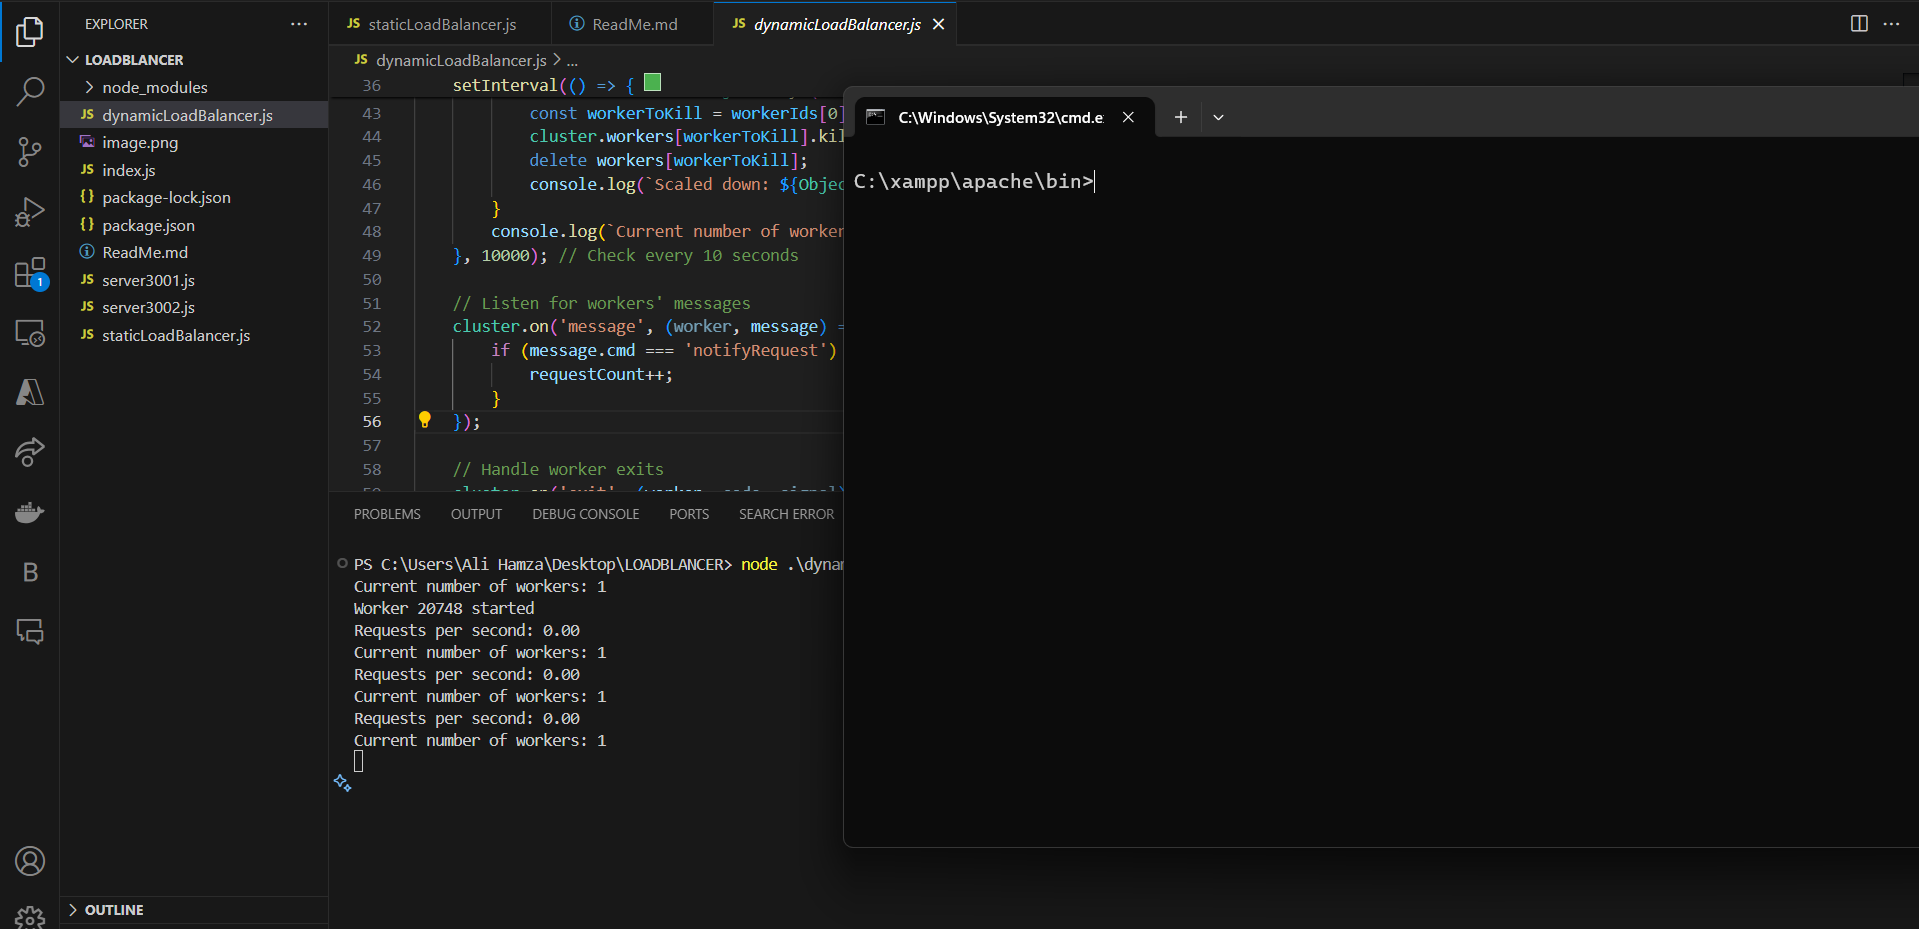 EXPLORER
LOADBLANCER
node_modules
JS dynamicLoadBalancer.js
image.png
JS index.js
{} package-lock.json
{} package.json
ReadMe.md
JS server3001.js
JS server3002.js
JS staticLoadBalancer.js
OUTLINE
1
B
JS staticLoadBalancer.js
ReadMe.md
JS dynamicLoadBalancer.js
JS dynamicLoadBalancer.js > ...
36 setInterval(() => {
43 const workerToKill = workerIds[0]
44 cluster.workers[workerToKill].kil
45 delete workers[workerToKill];
46 console.log(`Scaled down: ${Objec
47 }
48 console.log(`Current number of worker
49 }, 10000); // Check every 10 seconds
50
51 // Listen for workers' messages
52 cluster.on('message', (worker, message) =
53 if (message.cmd === 'notifyRequest')
54 requestCount++;
55 }
56 });
57
58 // Handle worker exits
PROBLEMS OUTPUT DEBUG CONSOLE PORTS SEARCH ERROR
PS C:\Users\Ali Hamza\Desktop\LOADBLANCER> node .\dynam
Current number of workers: 1
Worker 20748 started
Requests per second: 0.00
Current number of workers: 1
Requests per second: 0.00
Current number of workers: 1
Requests per second: 0.00
Current number of workers: 1
C:\Windows\System32\cmd.e
C:\xampp\apache\bin>